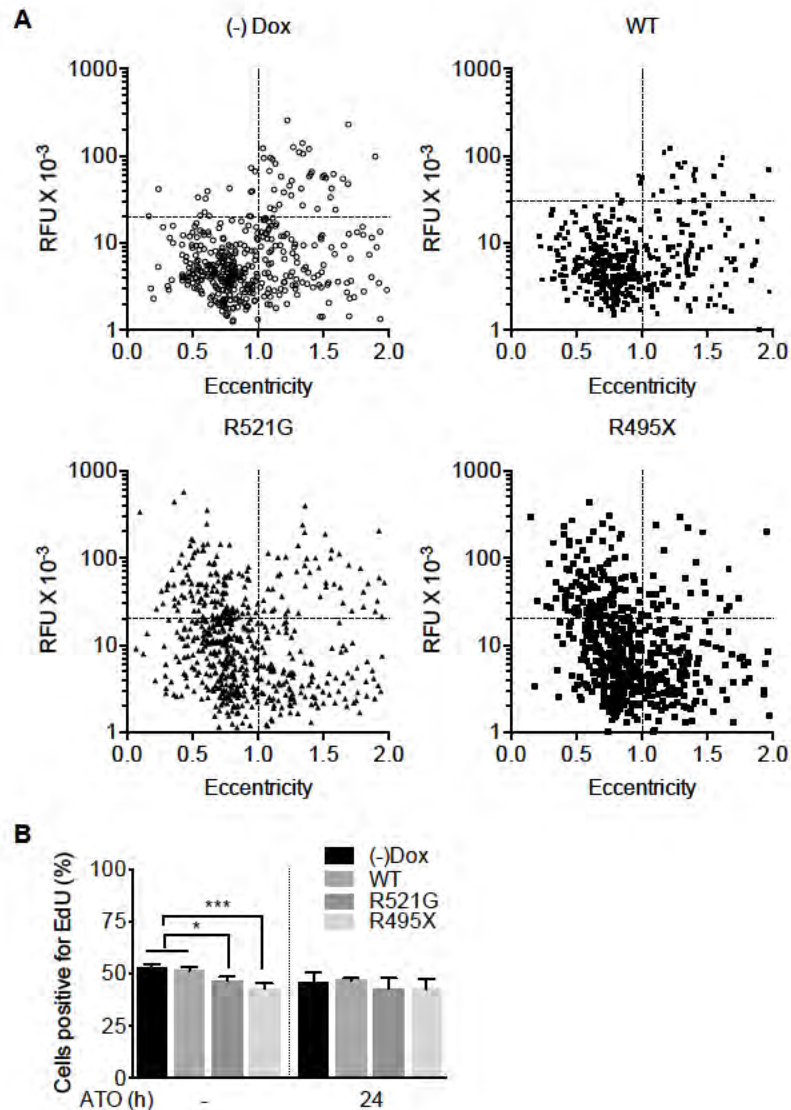 A
(-) Dox
WT
1000
100
10
1
RFU X 10-3
0.0 0.5 1.0 1.5 2.0
Eccentricity
1000
100
10
1
RFU X 10-3
0.0 0.5 1.0 1.5 2.0
Eccentricity
R521G
R495X
1000
100
10
1
RFU X 10-3
0.0 0.5 1.0 1.5 2.0
Eccentricity
1000
100
10
1
RFU X 10-3
0.0 0.5 1.0 1.5 2.0
Eccentricity
B
Cells positive for EdU (%)
100
75
50
25
0
***
*
(-)Dox
WT
R521G
R495X
ATO (h) - 24